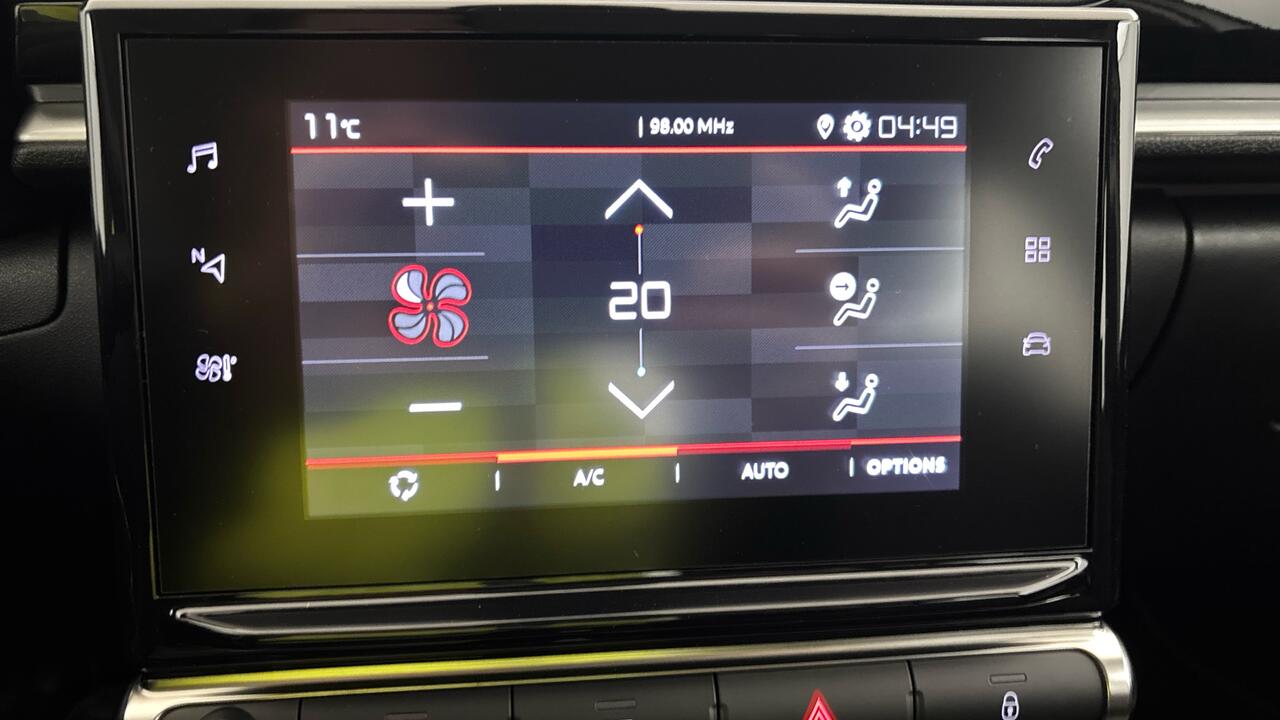 11°C | 98.00 MHz 04:49
N
20
A/C | AUTO | OPTIONS